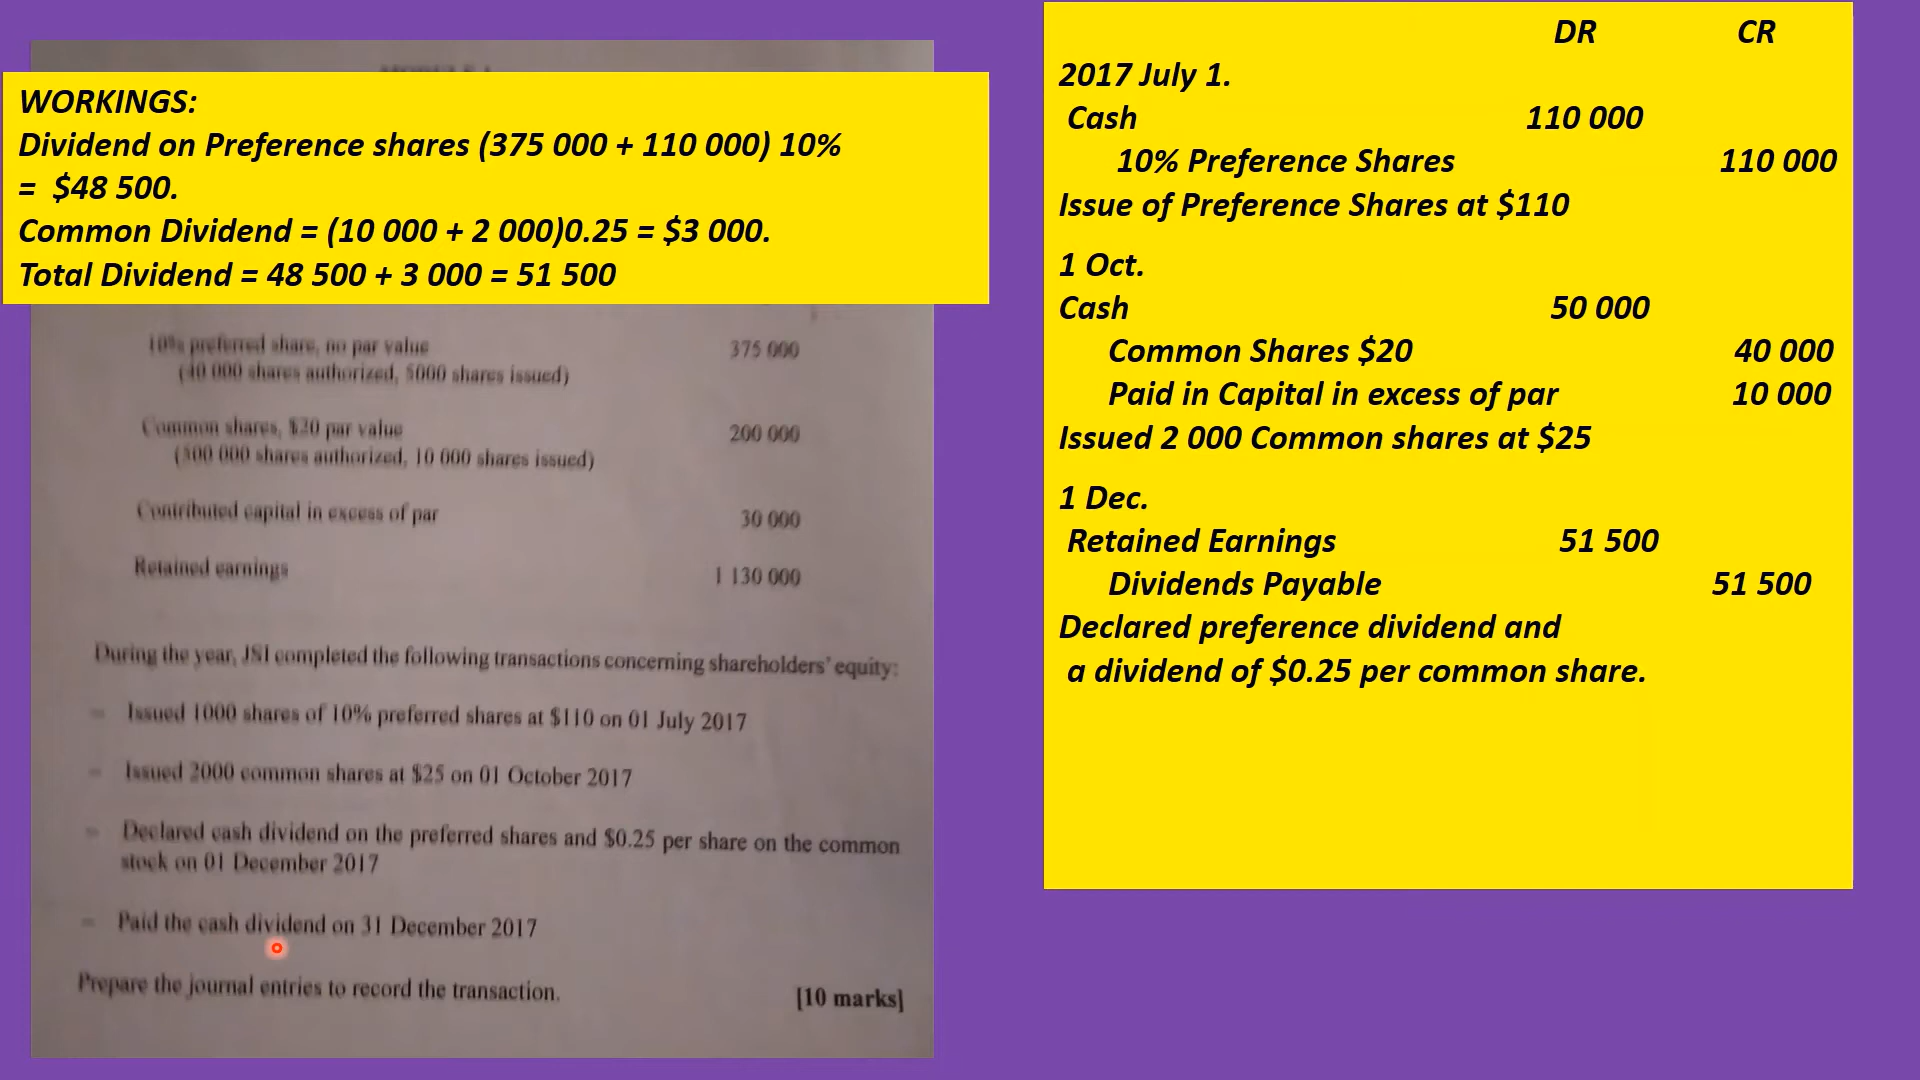 WORKINGS:
Dividend on Preference shares (375 000 + 110 000) 10%
= $48 500.
Common Dividend = (10 000 + 2 000)0.25 = $3 000.
Total Dividend = 48 500 + 3 000 = 51 500
10% preferred share, no par value 375 000
(40 000 shares authorized, 5000 shares issued)
Common shares, $20 par value 200 000
(300 000 shares authorized, 10 000 shares issued)
Contributed capital in excess of par 30 000
Retained earnings 1 130 000
During the year, JSI completed the following transactions concerning shareholders' equity:
– Issued 1000 shares of 10% preferred shares at $110 on 01 July 2017
– Issued 2000 common shares at $25 on 01 October 2017
– Declared cash dividend on the preferred shares and $0.25 per share on the common
stock on 01 December 2017
– Paid the cash dividend on 31 December 2017
Prepare the journal entries to record the transaction.
[10 marks]
DR CR
2017 July 1.
Cash 110 000
10% Preference Shares 110 000
Issue of Preference Shares at $110
1 Oct.
Cash 50 000
Common Shares $20 40 000
Paid in Capital in excess of par 10 000
Issued 2 000 Common shares at $25
1 Dec.
Retained Earnings 51 500
Dividends Payable 51 500
Declared preference dividend and
a dividend of $0.25 per common share.